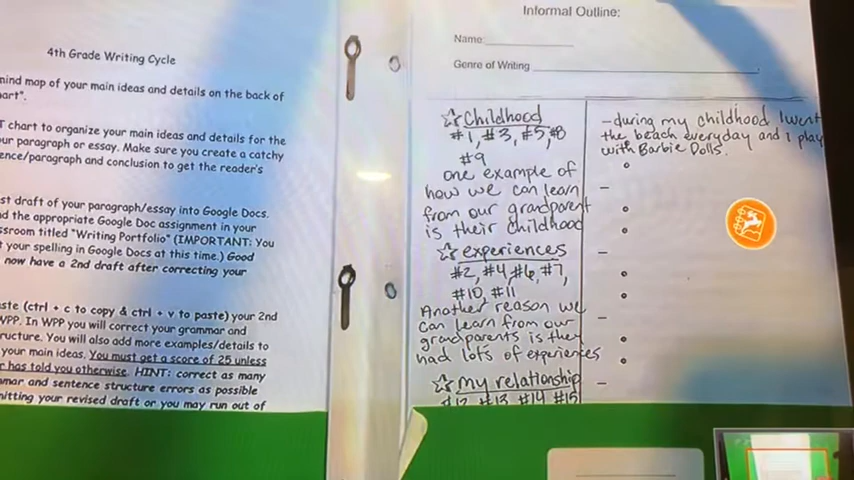 4th Grade Writing Cycle
mind map of your main ideas and details on the back of
chart to organize your main ideas and details for the
our paragraph or essay. Make sure you create a catchy
ence/paragraph and conclusion to get the reader's
st draft of your paragraph/essay into Google Docs.
d the appropriate Google Doc assignment in your
ssroom titled "Writing Portfolio" (IMPORTANT: You
t your spelling in Google Docs at this time.) Good
now have a 2nd draft after correcting your
ste (ctrl + c to copy & ctrl + v to paste) your 2nd
WPP. In WPP you will correct your grammar and
ructure. You will also add more examples/details to
your main ideas. You must get a score of 25 unless
r has told you otherwise. HINT: correct as many
mar and sentence structure errors as possible
mitting your revised draft or you may run out of
Informal Outline:
Name:
Genre of Writing
Childhood
#1, #3, #5, #8
#9
one example of
how we can learn
from our grandparent
is their childhood
experiences
#2, #4, #6, #7,
#10, #11
Another reason we
can learn from our
grandparents is they
had lots of experiences
My relationship
#12, #13, #14, #15
- during my childhood I went
the beach everyday and I play
with Barbie Dolls.